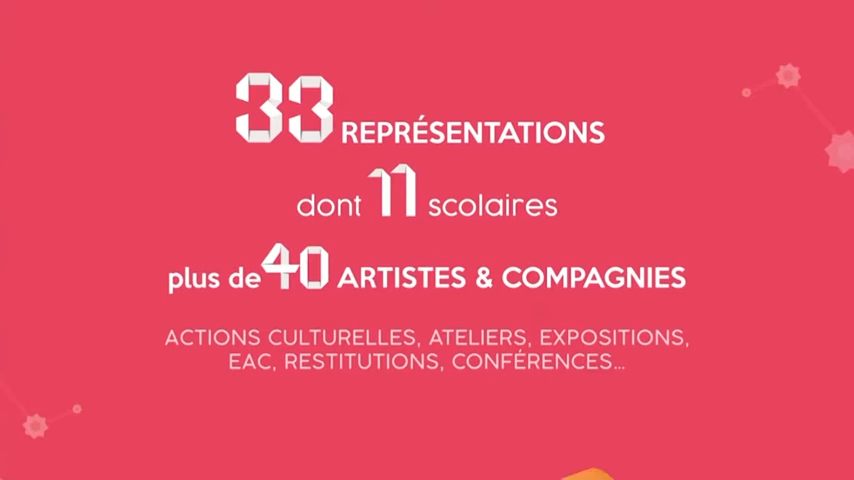 33 REPRÉSENTATIONS
dont 11 scolaires
plus de 40 ARTISTES & COMPAGNIES
ACTIONS CULTURELLES, ATELIERS, EXPOSITIONS,
EAC, RESTITUTIONS, CONFÉRENCES...